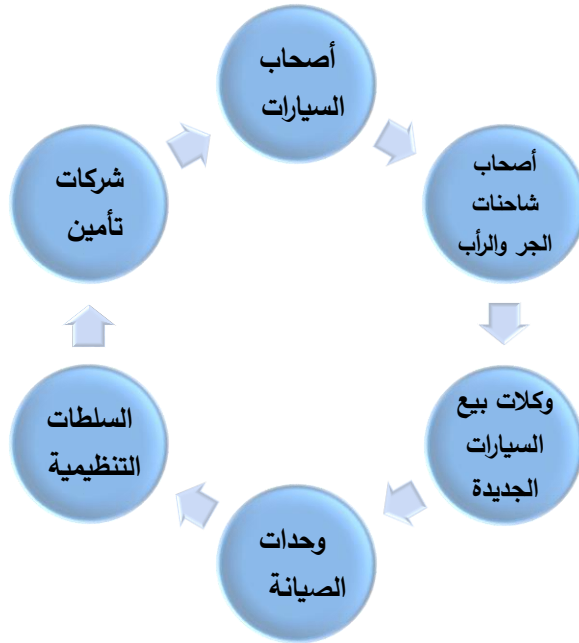 أصحاب
السيارات
أصحاب
شاحنات
الجر والرأب
وكلات بيع
السيارات
الجديدة
وحدات
الصيانة
السلطات
التنظيمية
شركات
تأمين